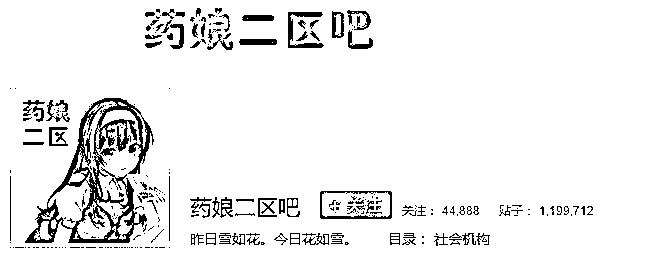 药娘二区吧
药娘
二区
药娘二区吧 + 关注 关注： 44,888 贴子： 1,199,712
昨日雪如花。今日花如雪。 目录： 社会机构